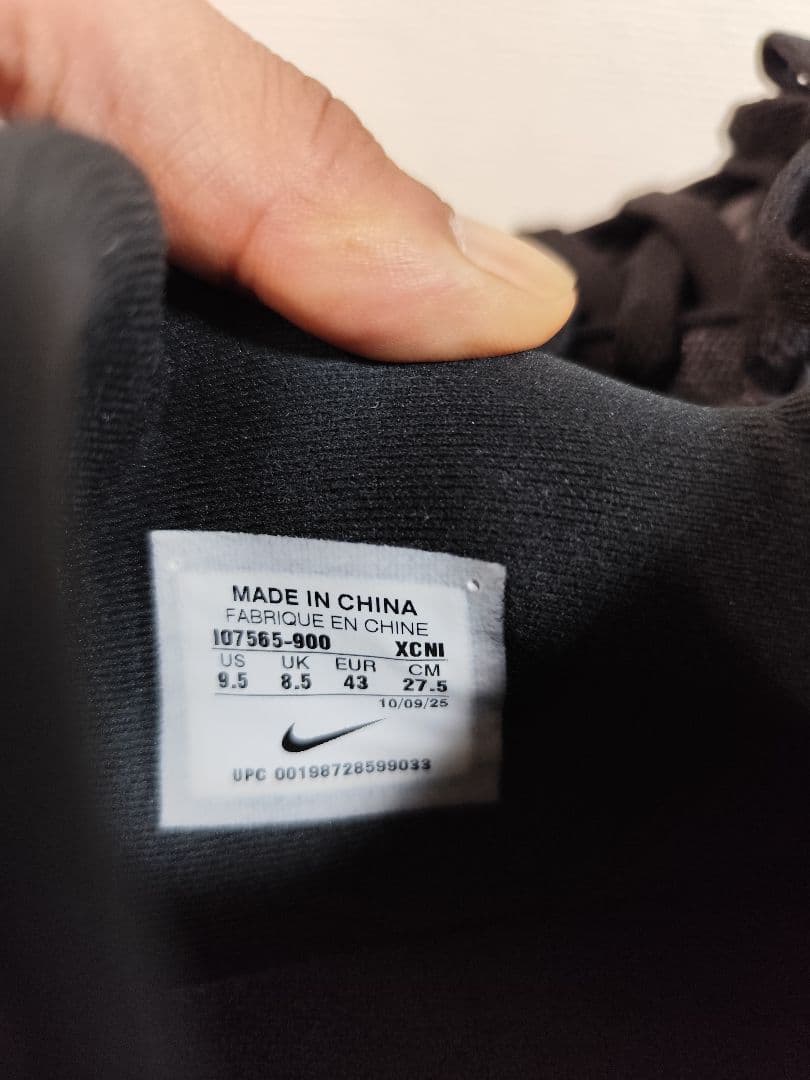 MADE IN CHINA
FABRIQUE EN CHINE
IO7565-900 XCNI
US UK EUR CM
9.5 8.5 43 27.5
10/09/25
UPC 00198728599033